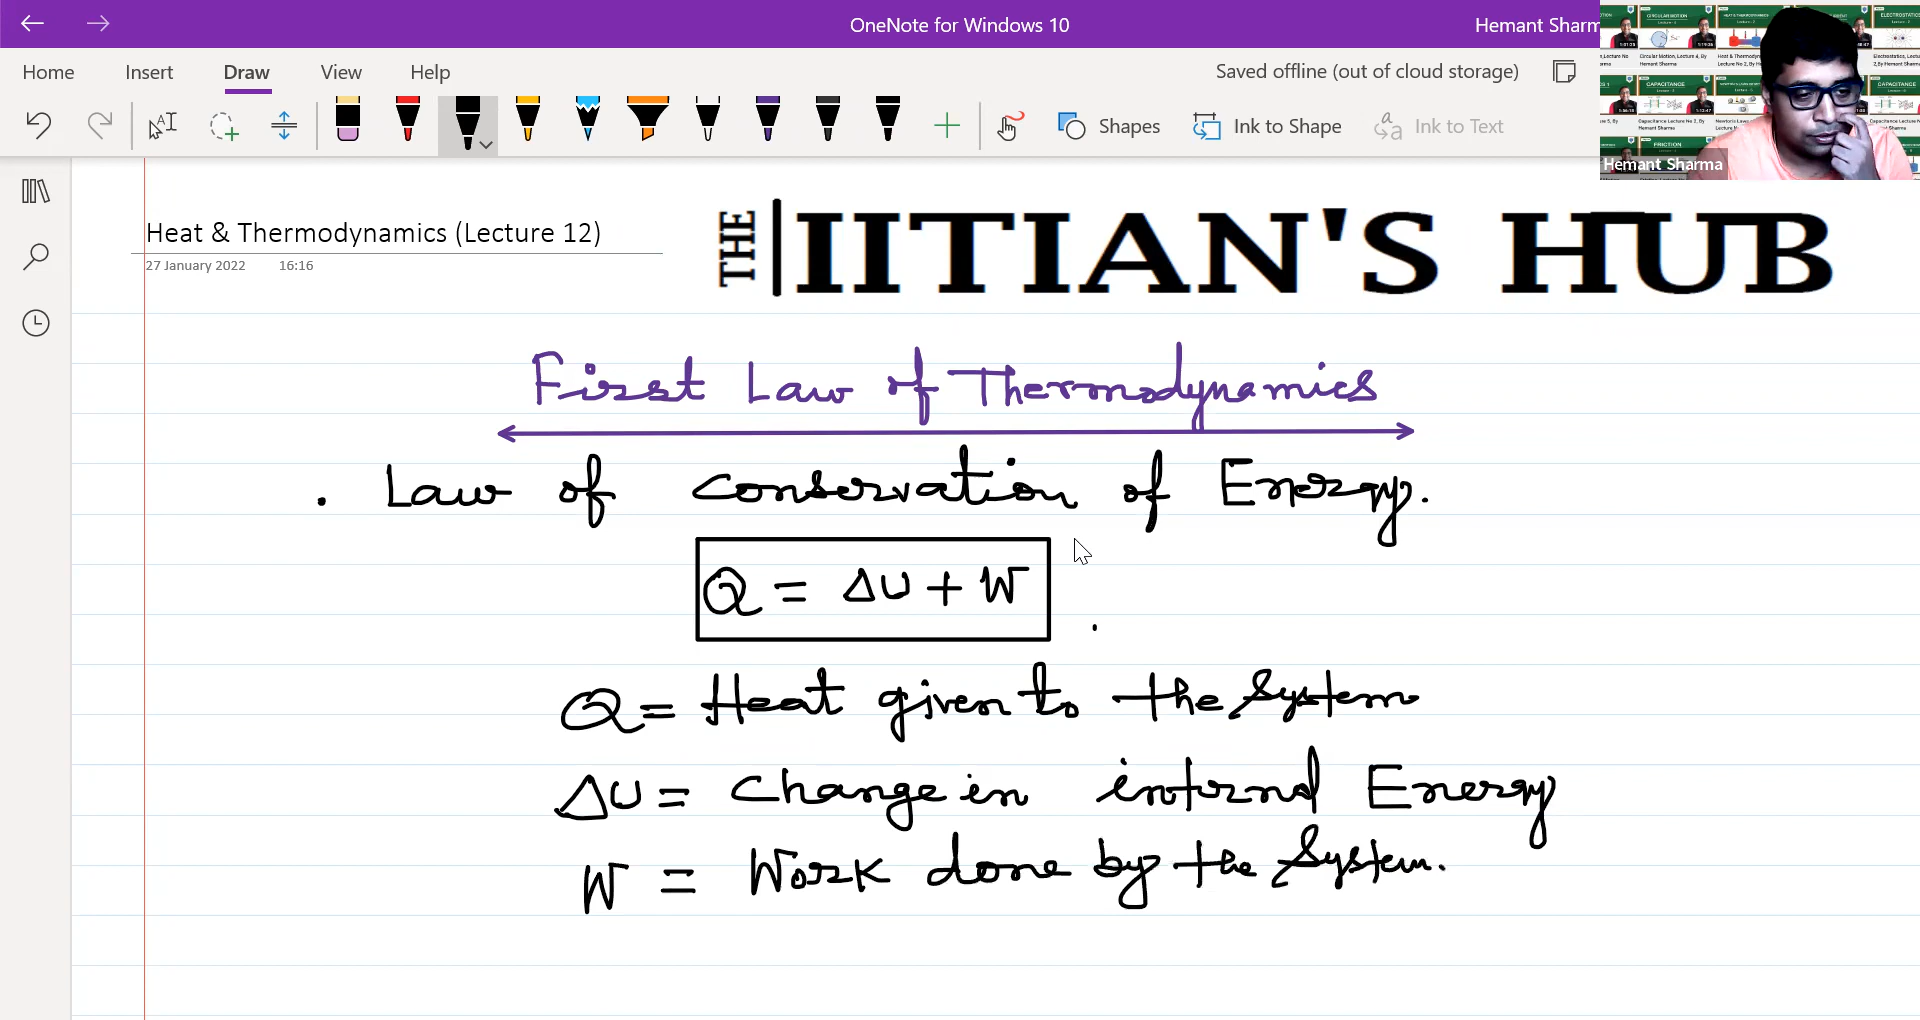 OneNote for Windows 10
Hemant Sharm
Home Insert Draw View Help
Saved offline (out of cloud storage)
Shapes Ink to Shape Ink to Text
Hemant Sharma
Heat & Thermodynamics (Lecture 12)
27 January 2022 16:16
THE IITIAN'S HUB
First Law of Thermodynamics
. Law of conservation of Energy.
Q = ΔU + W
Q = Heat given to the System
ΔU = change in internal Energy
W = Work done by the System.